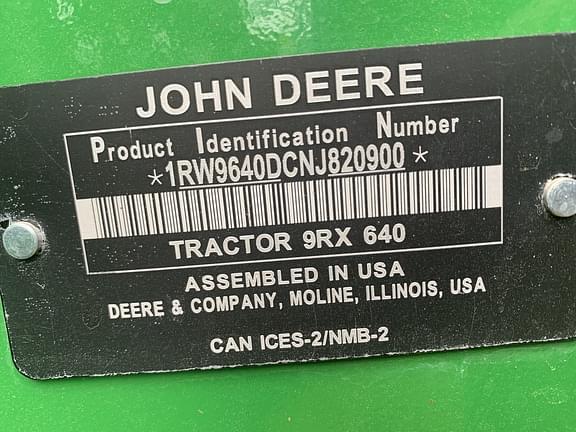 JOHN DEERE
Product Identification Number
*1RW9640DCNJ820900*
TRACTOR 9RX 640
ASSEMBLED IN USA
DEERE & COMPANY, MOLINE, ILLINOIS, USA
CAN ICES-2/NMB-2